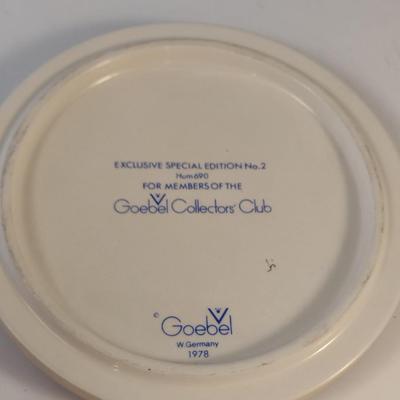 EXCLUSIVE SPECIAL EDITION No.2
Hum 690
FOR MEMBERS OF THE
Goebel Collectors' Club
© Goebel
W. Germany
1978